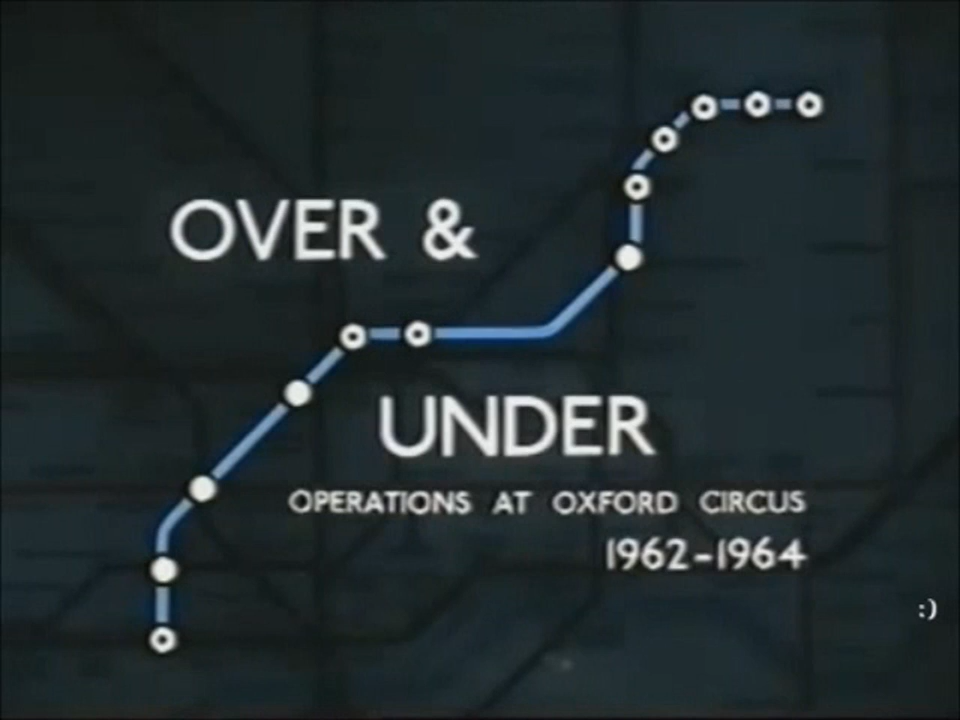 OVER &
UNDER
OPERATIONS AT OXFORD CIRCUS
1962-1964
:)